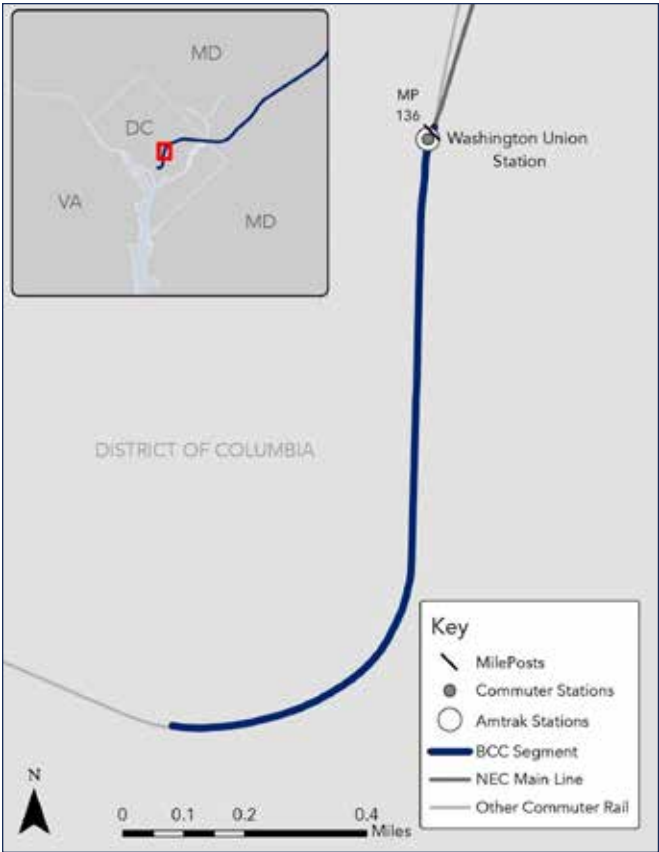 MD
DC
VA
MD
MP
136
Washington Union
Station
DISTRICT OF COLUMBIA
Key
MilePosts
Commuter Stations
Amtrak Stations
BCC Segment
NEC Main Line
Other Commuter Rail
N
0 0.1 0.2 0.4
Miles